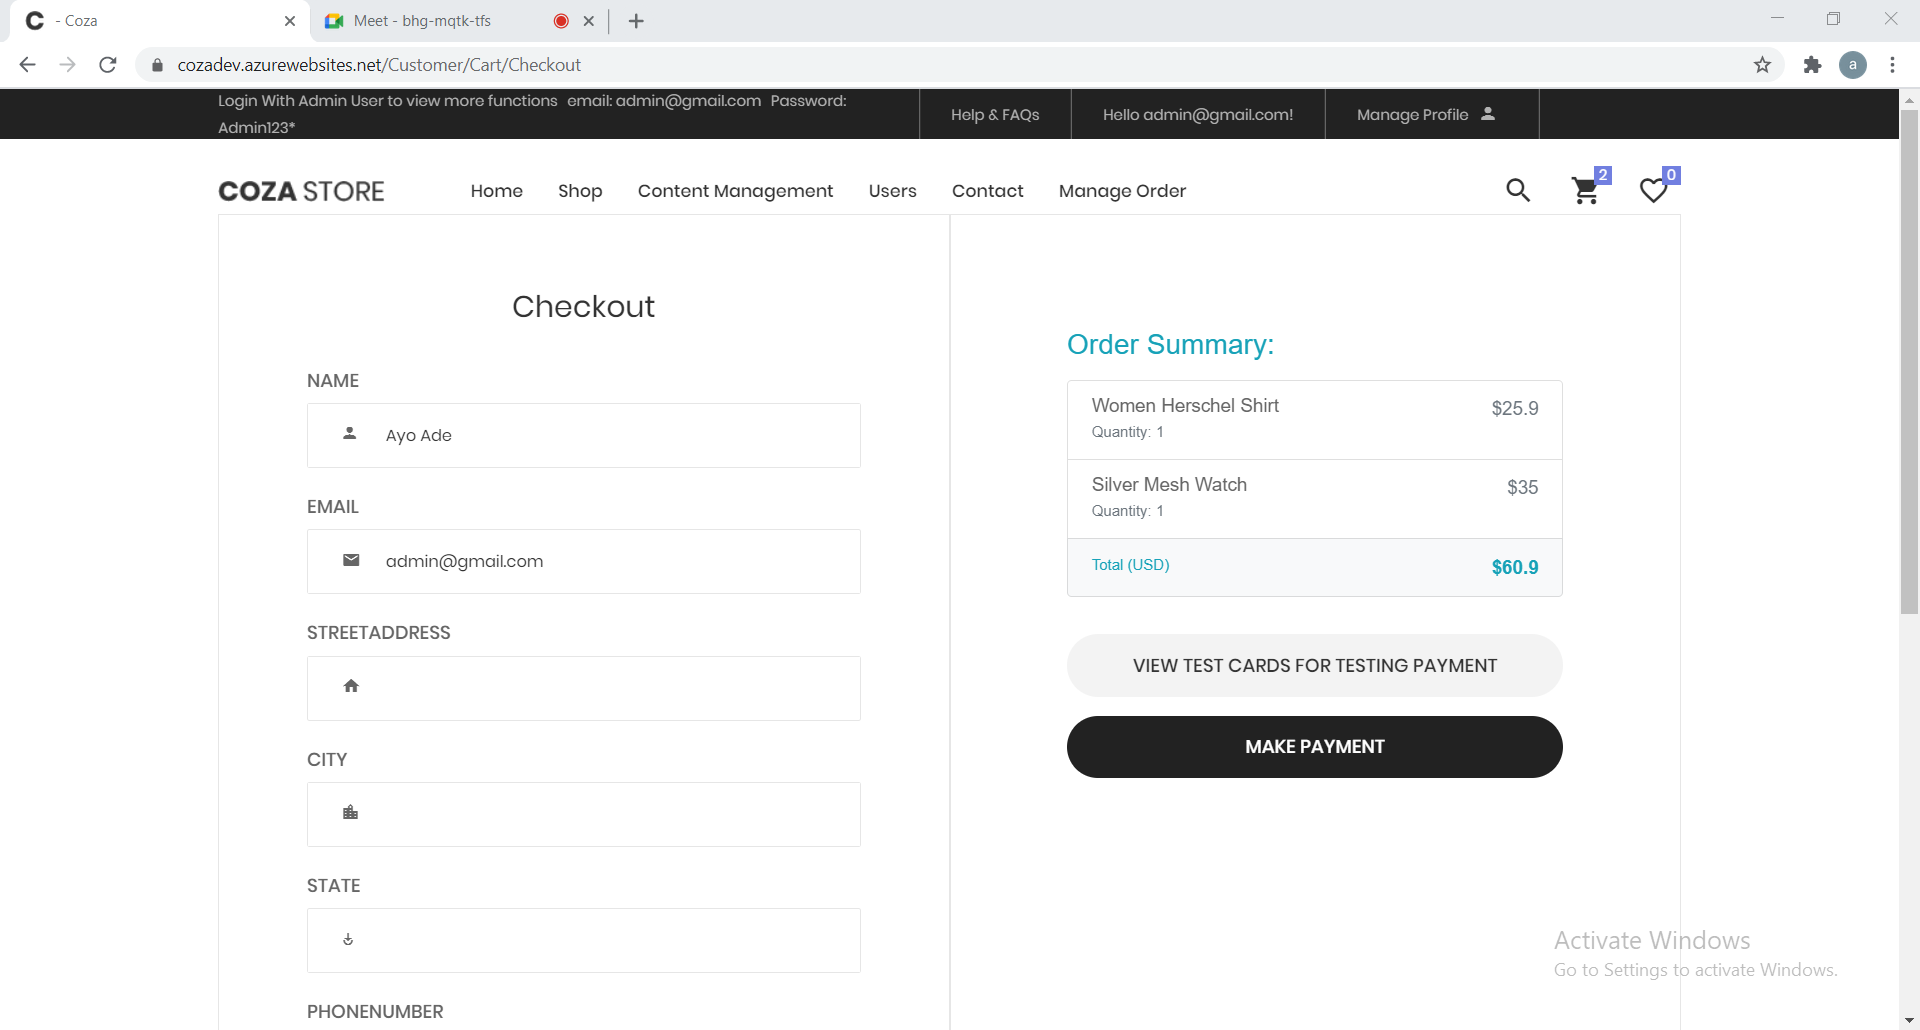 - Coza
Meet - bhg-mqtk-tfs
cozadev.azurewebsites.net/Customer/Cart/Checkout
a
Login With Admin User to view more functions email: admin@gmail.com Password:
Admin123*
Help & FAQs
Hello admin@gmail.com!
Manage Profile
COZA STORE
Home
Shop
Content Management
Users
Contact
Manage Order
2
0
Checkout
NAME
Ayo Ade
EMAIL
admin@gmail.com
STREETADDRESS
CITY
STATE
PHONENUMBER
Order Summary:
Women Herschel Shirt
$25.9
Quantity: 1
Silver Mesh Watch
$35
Quantity: 1
Total (USD)
$60.9
VIEW TEST CARDS FOR TESTING PAYMENT
MAKE PAYMENT
Activate Windows
Go to Settings to activate Windows.